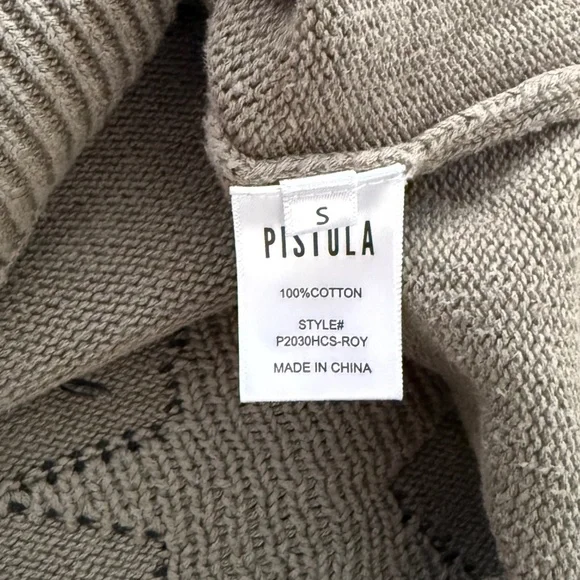 S
PISTOLA
100%COTTON
STYLE#
P2030HCS-ROY
MADE IN CHINA